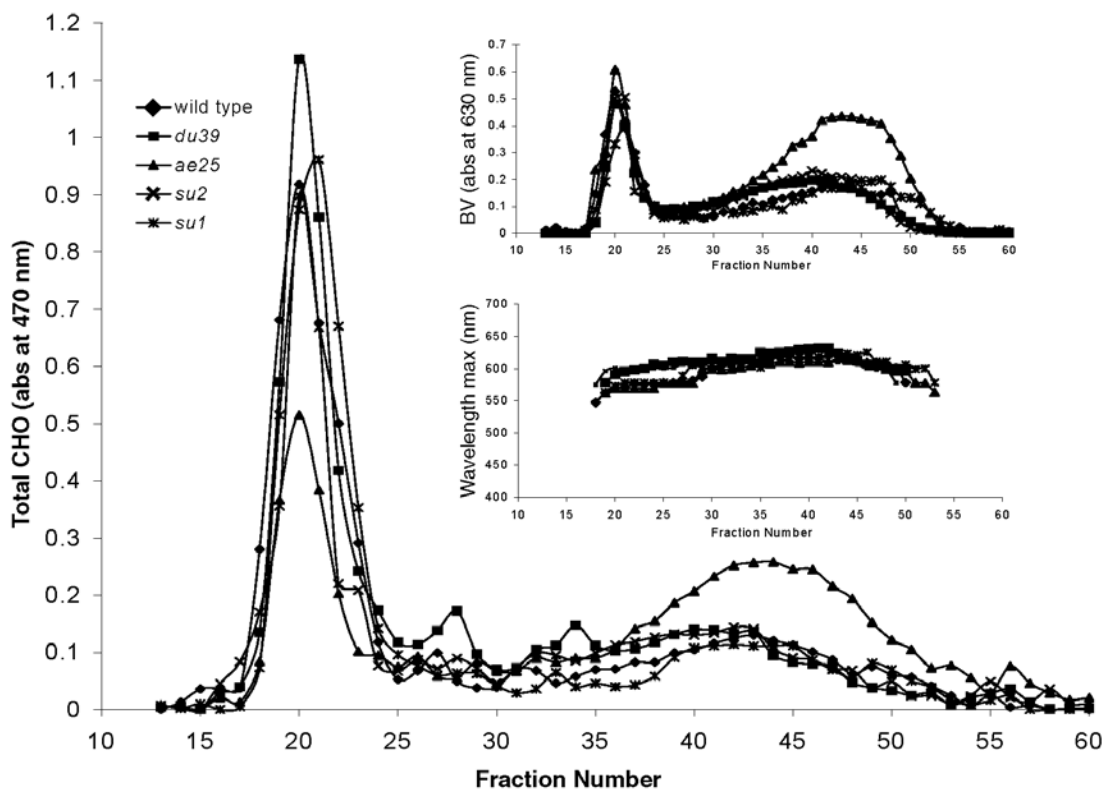 Total CHO (abs at 470 nm)
1.2
1.1
1
0.9
0.8
0.7
0.6
0.5
0.4
0.3
0.2
0.1
0
10 15 20 25 30 35 40 45 50 55 60
Fraction Number
wild type
du39
ae25
su2
su1
BV (abs at 630 nm)
0.7
0.6
0.5
0.4
0.3
0.2
0.1
0
10 15 20 25 30 35 40 45 50 55 60
Fraction Number
Wavelength max (nm)
700
650
600
550
500
450
400
10 15 20 25 30 35 40 45 50 55 60
Fraction Number